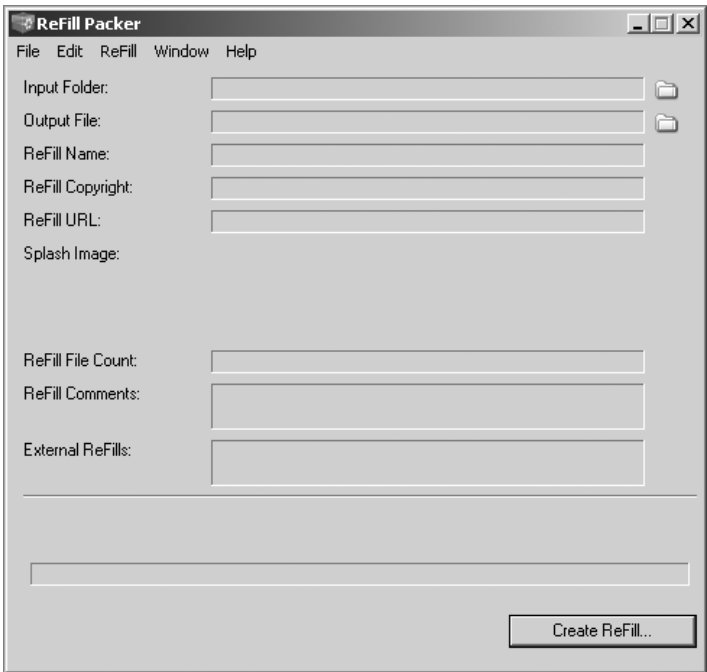 ReFill Packer
File Edit ReFill Window Help
Input Folder:
Output File:
ReFill Name:
ReFill Copyright:
ReFill URL:
Splash Image:
ReFill File Count:
ReFill Comments:
External ReFills:
Create ReFill...